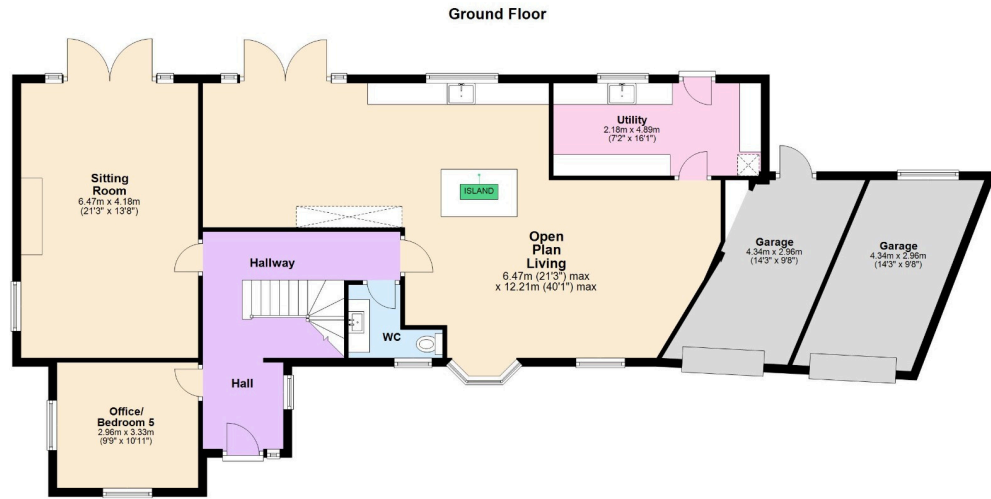 Ground Floor
Sitting
Room
6.47m x 4.18m
(21'3" x 13'8")
Utility
2.18m x 4.89m
(7'2" x 16'1")
ISLAND
Open
Plan
Living
6.47m (21'3") max
x 12.21m (40'1") max
Garage
4.34m x 2.96m
(14'3" x 9'8")
Garage
4.34m x 2.96m
(14'3" x 9'8")
Hallway
WC
Hall
Office/
Bedroom 5
2.96m x 3.33m
(9'9" x 10'11")